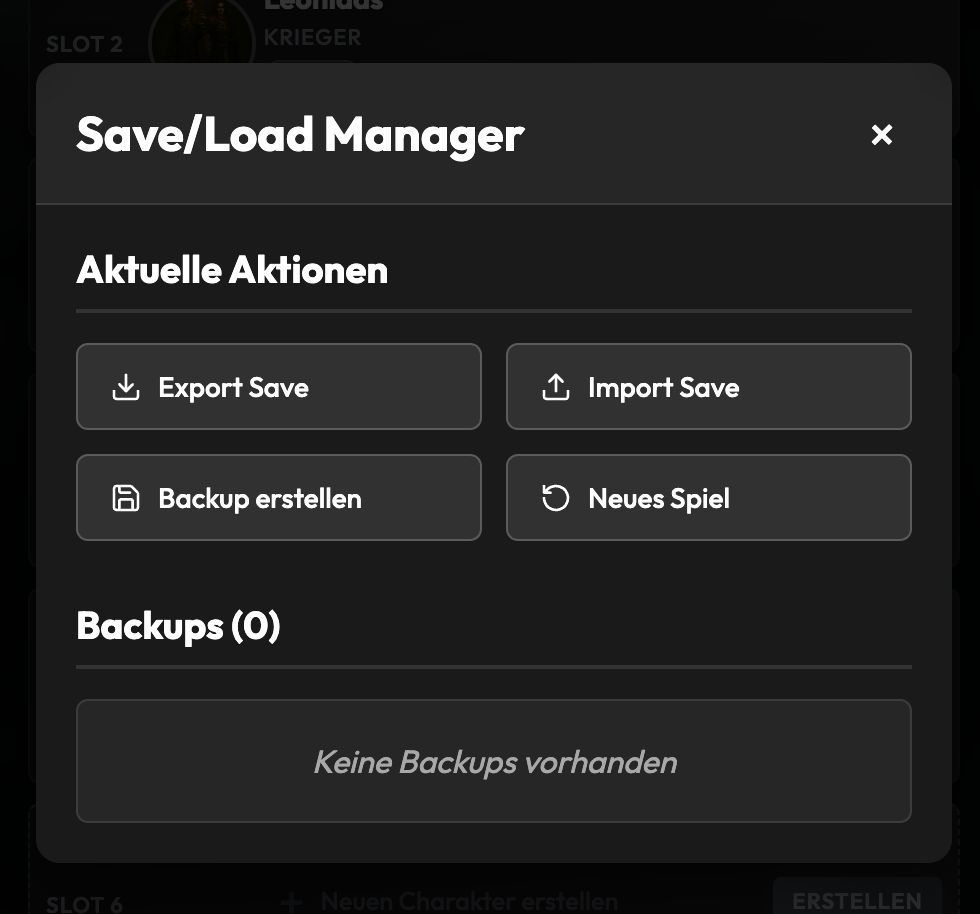 Leonidas
SLOT 2
KRIEGER
Save/Load Manager
Aktuelle Aktionen
Export Save
Import Save
Backup erstellen
Neues Spiel
Backups (0)
Keine Backups vorhanden
SLOT 6
Neuen Charakter erstellen
ERSTELLEN